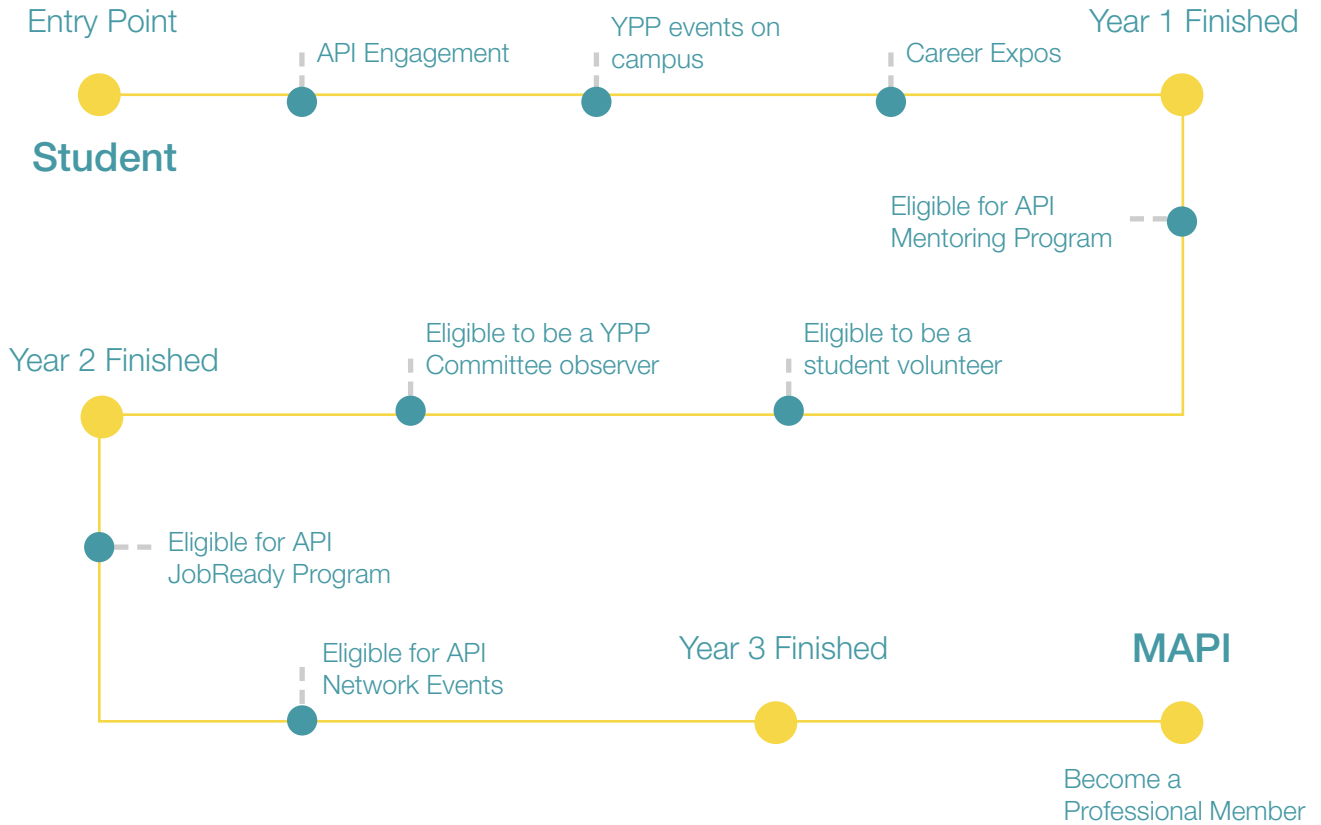 Entry Point
Student
API Engagement
YPP events on
campus
Career Expos
Year 1 Finished
Eligible for API
Mentoring Program
Eligible to be a
student volunteer
Eligible to be a YPP
Committee observer
Year 2 Finished
Eligible for API
JobReady Program
Eligible for API
Network Events
Year 3 Finished
MAPI
Become a
Professional Member